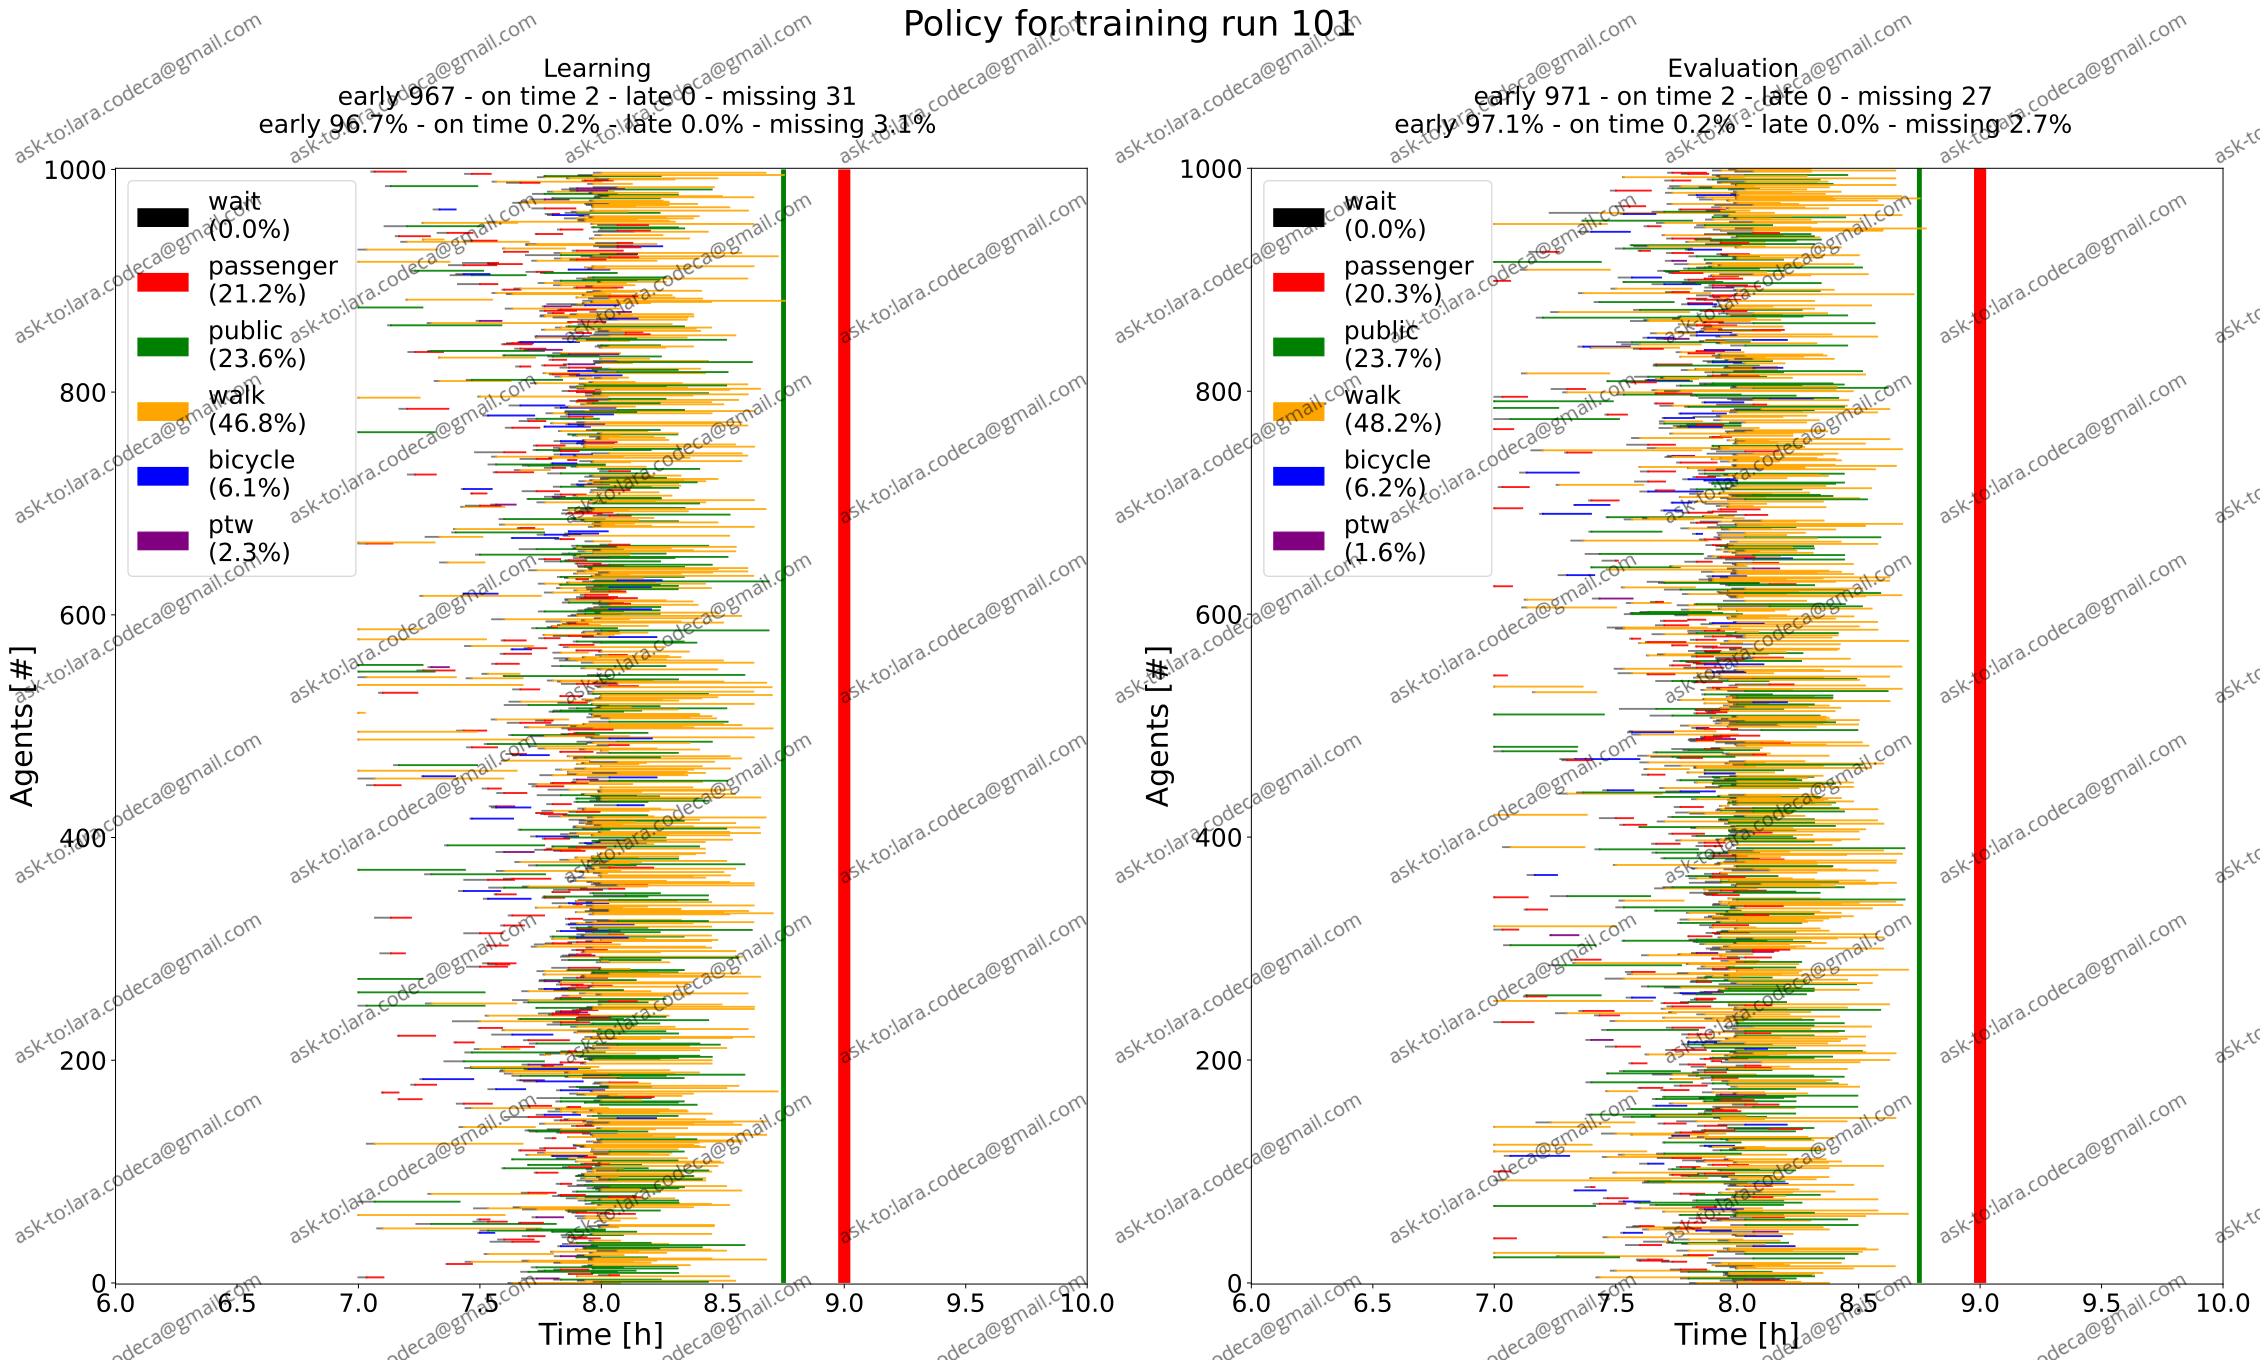 Policy for training run 101
Learning
early 967 - on time 2 - late 0 - missing 31
early 96.7% - on time 0.2% - late 0.0% - missing 3.1%
Evaluation
early 971 - on time 2 - late 0 - missing 27
early 97.1% - on time 0.2% - late 0.0% - missing 2.7%
wait
(0.0%)
passenger
(21.2%)
public
(23.6%)
walk
(46.8%)
bicycle
(6.1%)
ptw
(2.3%)
1000
800
600
400
200
0
Agents [#]
6.0 6.5 7.0 7.5 8.0 8.5 9.0 9.5 10.0
Time [h]
wait
(0.0%)
passenger
(20.3%)
public
(23.7%)
walk
(48.2%)
bicycle
(6.2%)
ptw
(1.6%)
1000
800
600
400
200
0
Agents [#]
6.0 6.5 7.0 7.5 8.0 8.5 9.0 9.5 10.0
Time [h]
ask-to:lara.codeca@gmail.com